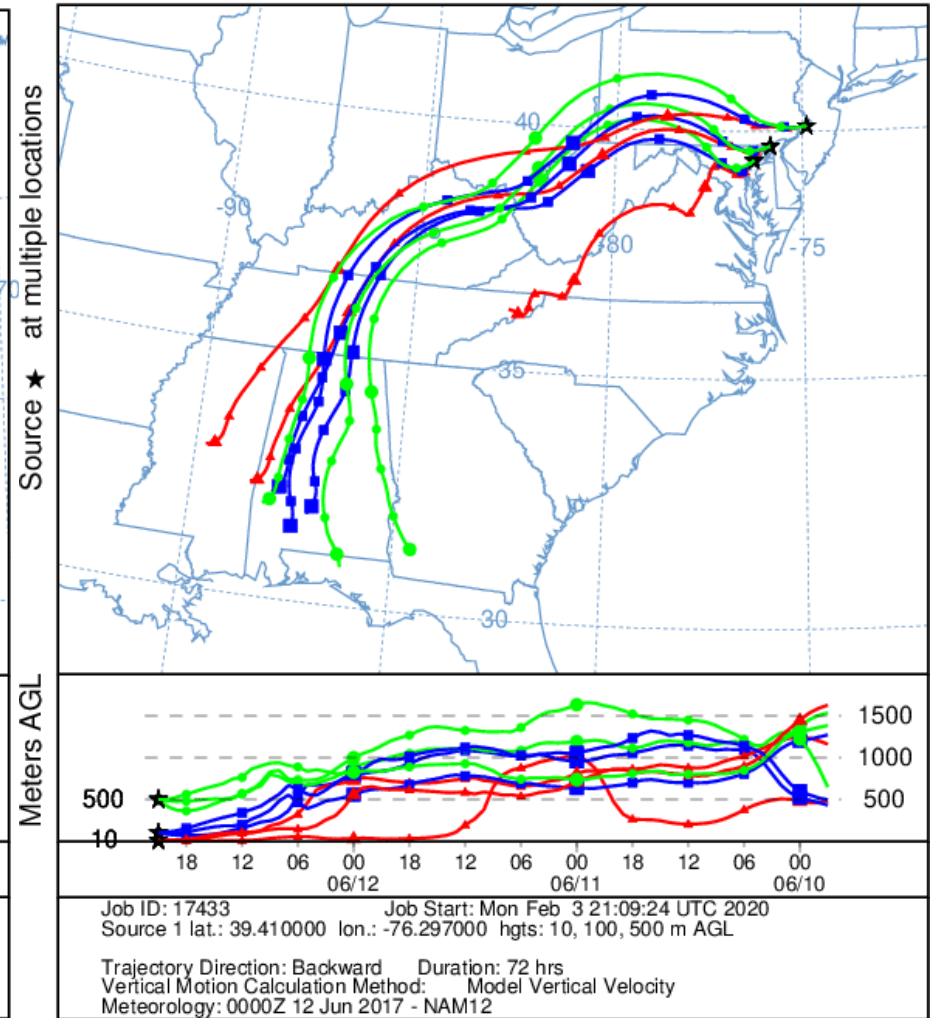 Source ★ at multiple locations
40
-90
-80
-75
35
30
Meters AGL
1500
1000
500
500
10
18 12 06 00 18 12 06 00 18 12 06 00
06/12 06/11 06/10
Job ID: 17433 Job Start: Mon Feb 3 21:09:24 UTC 2020
Source 1 lat.: 39.410000 lon.: -76.297000 hgts: 10, 100, 500 m AGL
Trajectory Direction: Backward Duration: 72 hrs
Vertical Motion Calculation Method: Model Vertical Velocity
Meteorology: 0000Z 12 Jun 2017 - NAM12